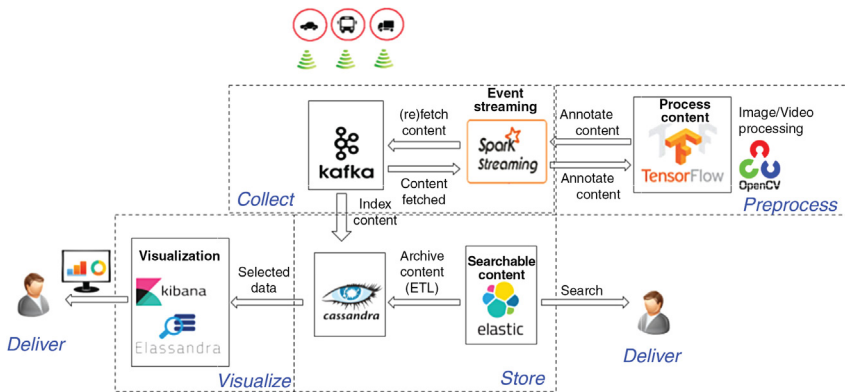 Event
streaming
(re)fetch
content
Spark
Streaming
kafka
Content
fetched
Collect
Annotate
content
Annotate
content
Process
content
TensorFlow
Image/Video
processing
OpenCV
Preprocess
Index
content
Visualization
kibana
Elassandra
Visualize
Selected
data
cassandra
Archive
content
(ETL)
Searchable
content
elastic
Store
Search
Deliver
Deliver